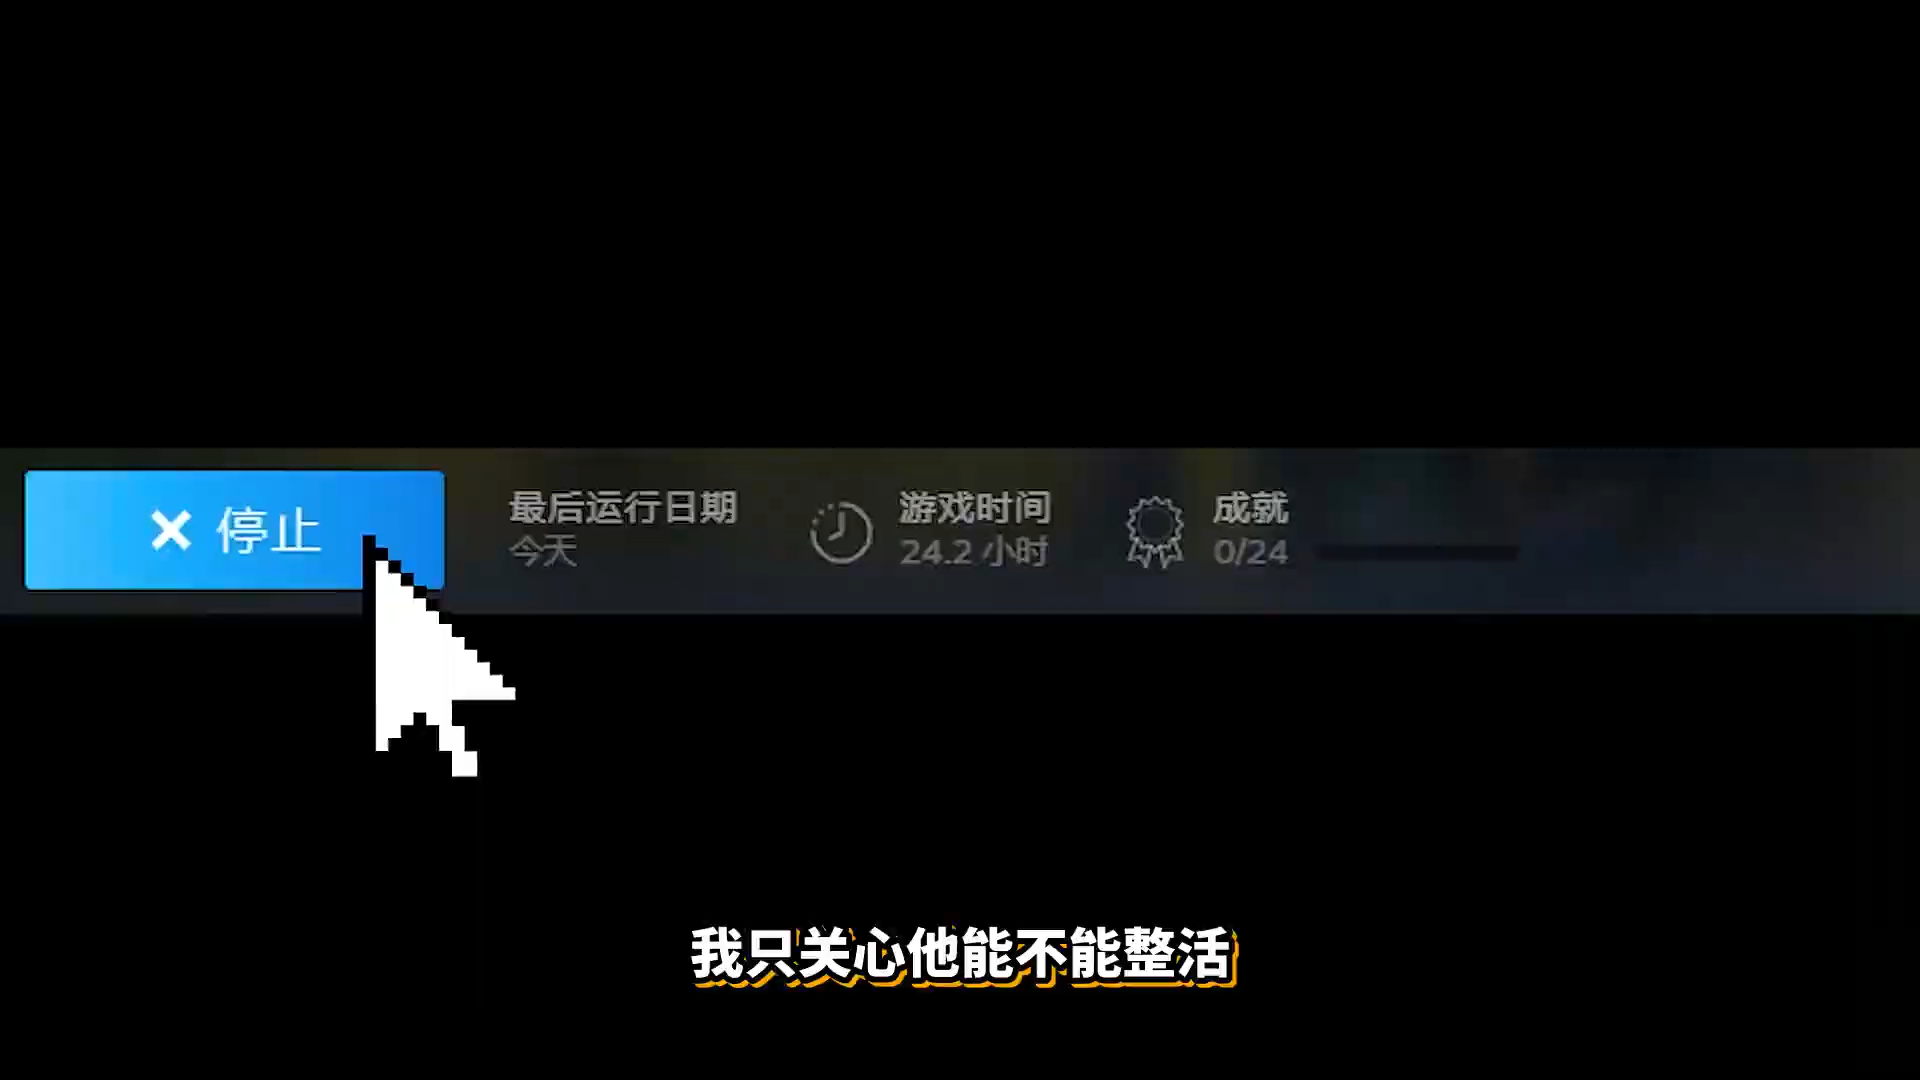 停止
最后运行日期
今天
游戏时间
24.2 小时
成就
0/24
我只关心他能不能整活